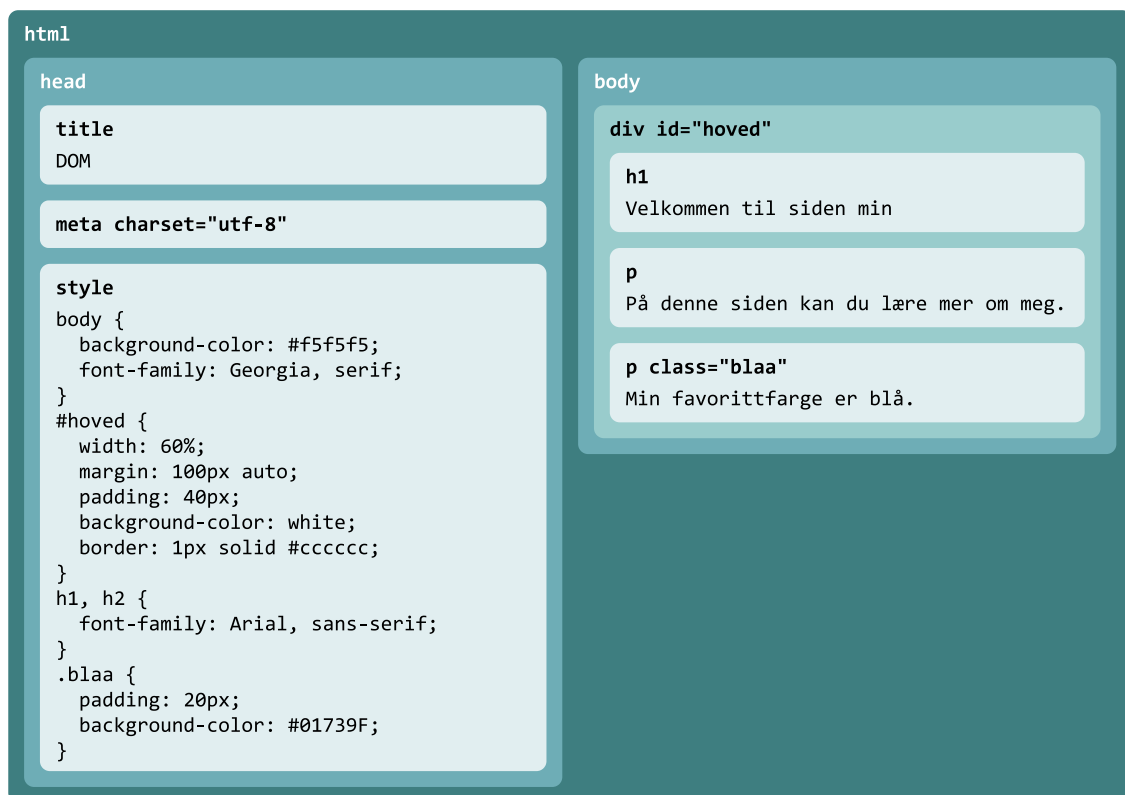 html
head
title
DOM
meta charset="utf-8"
style
body {
  background-color: #f5f5f5;
  font-family: Georgia, serif;
}
#hoved {
  width: 60%;
  margin: 100px auto;
  padding: 40px;
  background-color: white;
  border: 1px solid #cccccc;
}
h1, h2 {
  font-family: Arial, sans-serif;
}
.blaa {
  padding: 20px;
  background-color: #01739F;
}
body
div id="hoved"
h1
Velkommen til siden min
p
På denne siden kan du lære mer om meg.
p class="blaa"
Min favorittfarge er blå.